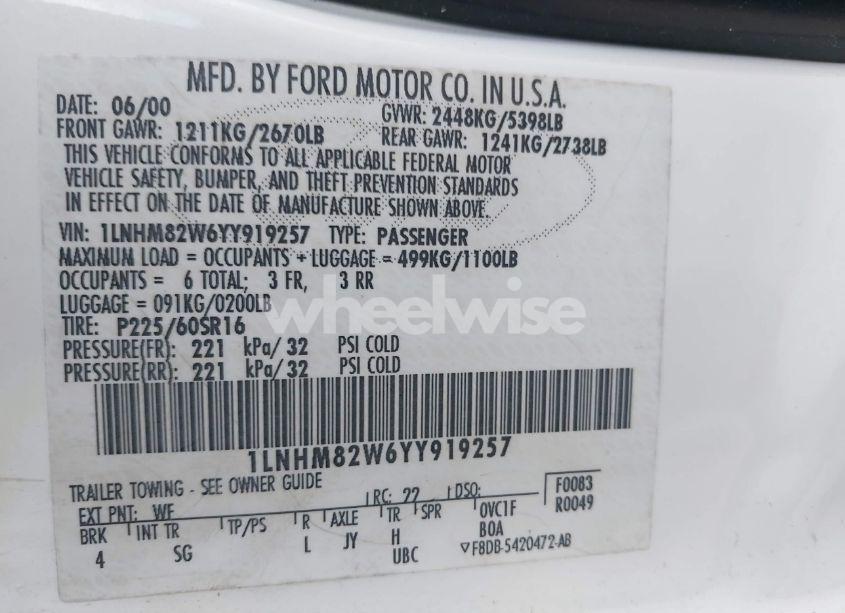 MFD. BY FORD MOTOR CO. IN U.S.A.
DATE: 06/00 GVWR: 2448KG/5398LB
FRONT GAWR: 1211KG/2670LB REAR GAWR: 1241KG/2738LB
THIS VEHICLE CONFORMS TO ALL APPLICABLE FEDERAL MOTOR
VEHICLE SAFETY, BUMPER, AND THEFT PREVENTION STANDARDS
IN EFFECT ON THE DATE OF MANUFACTURE SHOWN ABOVE.
VIN: 1LNHM82W6YY919257 TYPE: PASSENGER
MAXIMUM LOAD = OCCUPANTS + LUGGAGE = 499KG/1100LB
OCCUPANTS = 6 TOTAL; 3 FR, 3 RR
LUGGAGE = 091KG/0200LB
wheelwise
TIRE: P225/60SR16
PRESSURE(FR): 221 kPa/ 32 PSI COLD
PRESSURE(RR): 221 kPa/ 32 PSI COLD
1LNHM82W6YY919257
TRAILER TOWING - SEE OWNER GUIDE
EXT PNT: WF RC: 22 DSO: F0083
R0049
BRK INT TR TP/PS R AXLE TR SPR OVC1F
4 SG L JY H BOA
UBC ▽F8DB-5420472-AB